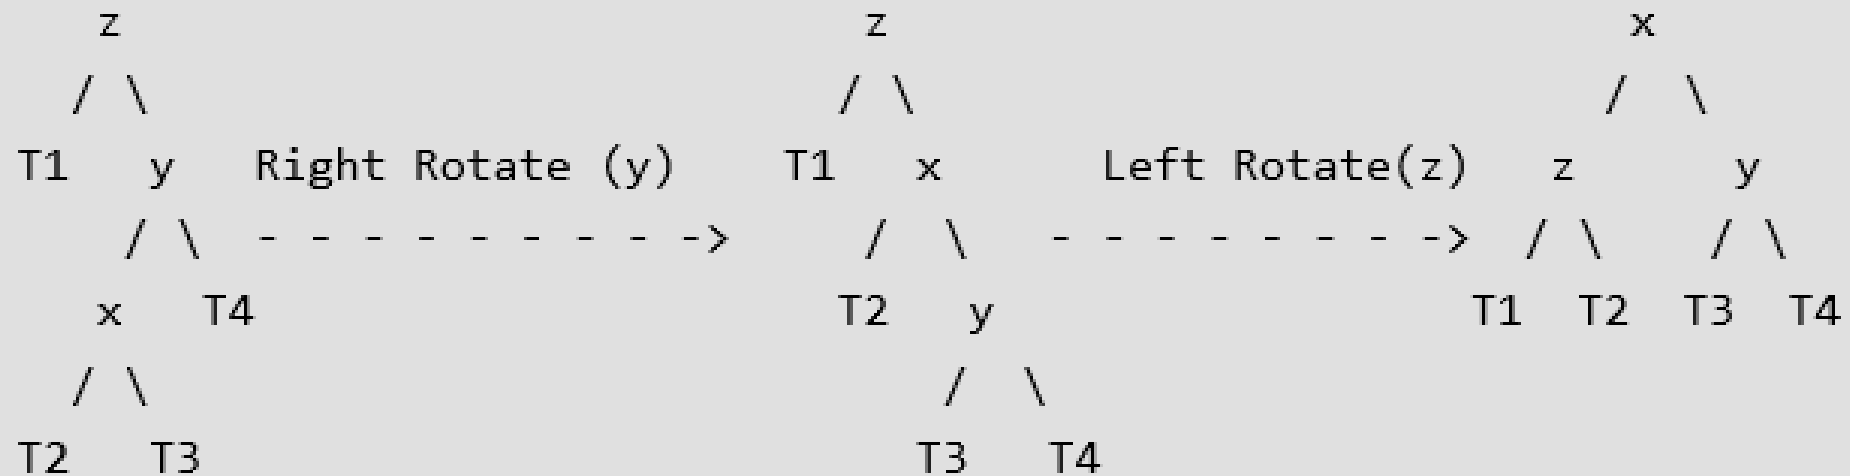 z                            z                           x
   / \                          / \                        /  \
 T1   y   Right Rotate (y)    T1   x      Left Rotate(z)   z      y
     / \  - - - - - - - - ->     /  \   - - - - - - - ->  / \    / \
    x   T4                      T2   y                  T1  T2  T3  T4
   / \                              /  \
 T2   T3                           T3   T4